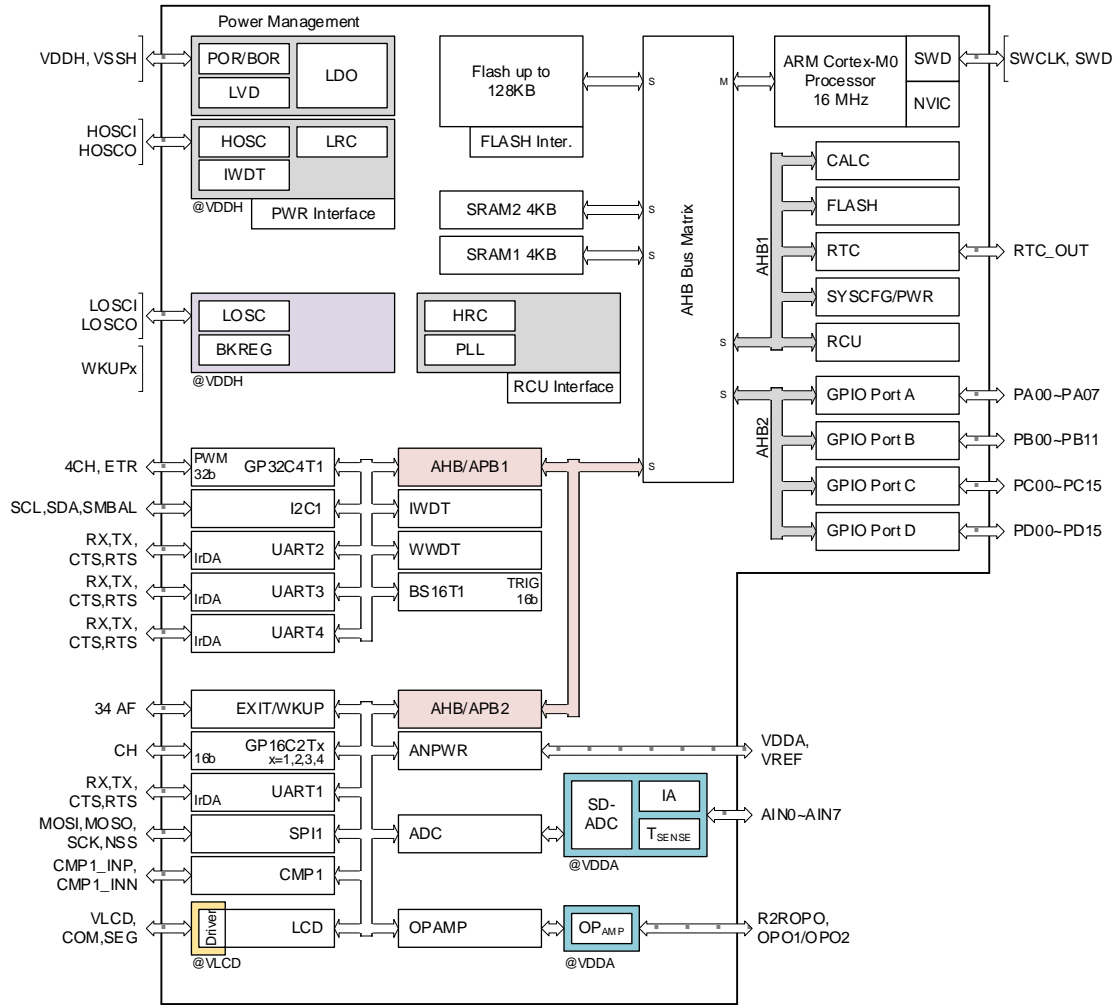 Power Management
VDDH, VSSH
POR/BOR
LVD
LDO
HOSCI
HOSCO
HOSC
LRC
IWDT
@VDDH
PWR Interface
Flash up to
128KB
FLASH Inter.
SRAM2 4KB
SRAM1 4KB
S
S
S
M
S
S
S
AHB Bus Matrix
ARM Cortex-M0
Processor
16 MHz
SWD
NVIC
SWCLK, SWD
AHB1
CALC
FLASH
RTC
RTC_OUT
SYSCFG/PWR
RCU
LOSCI
LOSCO
WKUPx
LOSC
BKREG
@VDDH
HRC
PLL
RCU Interface
AHB2
GPIO Port A
PA00~PA07
GPIO Port B
PB00~PB11
GPIO Port C
PC00~PC15
GPIO Port D
PD00~PD15
4CH, ETR
PWM
32b
GP32C4T1
AHB/APB1
SCL,SDA,SMBAL
I2C1
IWDT
RX,TX,
CTS,RTS
IrDA
UART2
WWDT
RX,TX,
CTS,RTS
IrDA
UART3
BS16T1
TRIG
16b
RX,TX,
CTS,RTS
IrDA
UART4
34 AF
EXIT/WKUP
AHB/APB2
CH
16b
GP16C2Tx
x=1,2,3,4
ANPWR
VDDA,
VREF
RX,TX,
CTS,RTS
IrDA
UART1
MOSI,MOSO,
SCK,NSS
SPI1
ADC
SD-
ADC
IA
TSENSE
@VDDA
AIN0~AIN7
CMP1_INP,
CMP1_INN
CMP1
VLCD,
COM,SEG
Driver
LCD
@VLCD
OPAMP
OPAMP
@VDDA
R2ROPO,
OPO1/OPO2